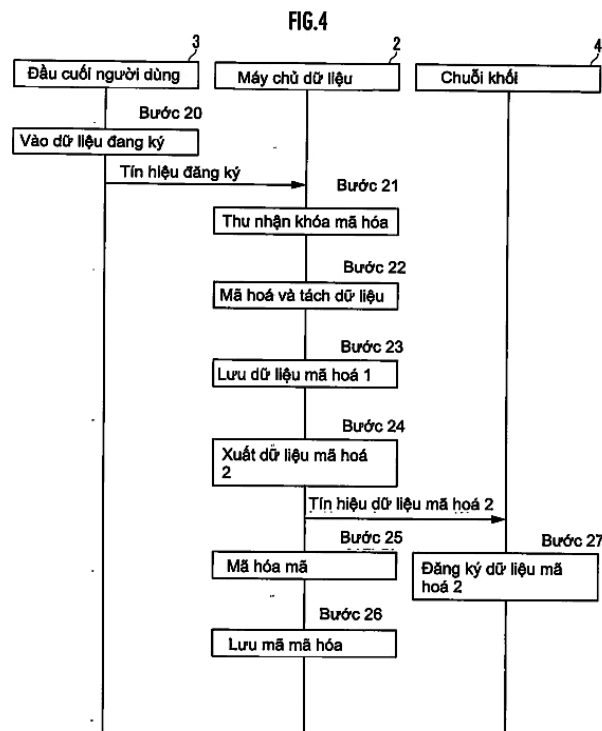 FIG.4
3
2
4
Đầu cuối người dùng
Máy chủ dữ liệu
Chuỗi khối
Bước 20
Vào dữ liệu đang ký
Tín hiệu đăng ký
Bước 21
Thu nhận khóa mã hóa
Bước 22
Mã hoá và tách dữ liệu
Bước 23
Lưu dữ liệu mã hoá 1
Bước 24
Xuất dữ liệu mã hoá
2
Tín hiệu dữ liệu mã hoá 2
Bước 25
Bước 27
Mã hóa mã
Đăng ký dữ liệu mã
hoá 2
Bước 26
Lưu mã mã hóa